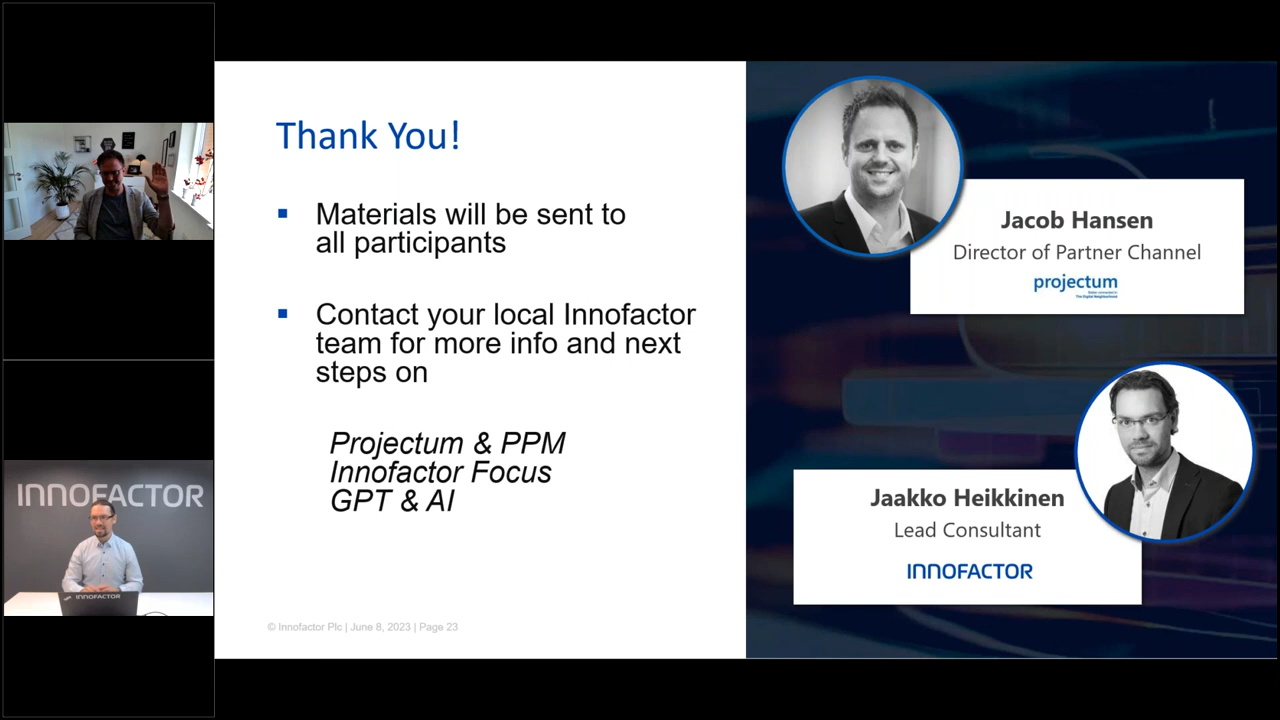 INNOFACTOR
INNOFACTOR
Thank You!
▪ Materials will be sent to
all participants
▪ Contact your local Innofactor
team for more info and next
steps on
Projectum & PPM
Innofactor Focus
GPT & AI
© Innofactor Plc | June 8, 2023 | Page 23
Jacob Hansen
Director of Partner Channel
projectum
Jaakko Heikkinen
Lead Consultant
INNOFACTOR